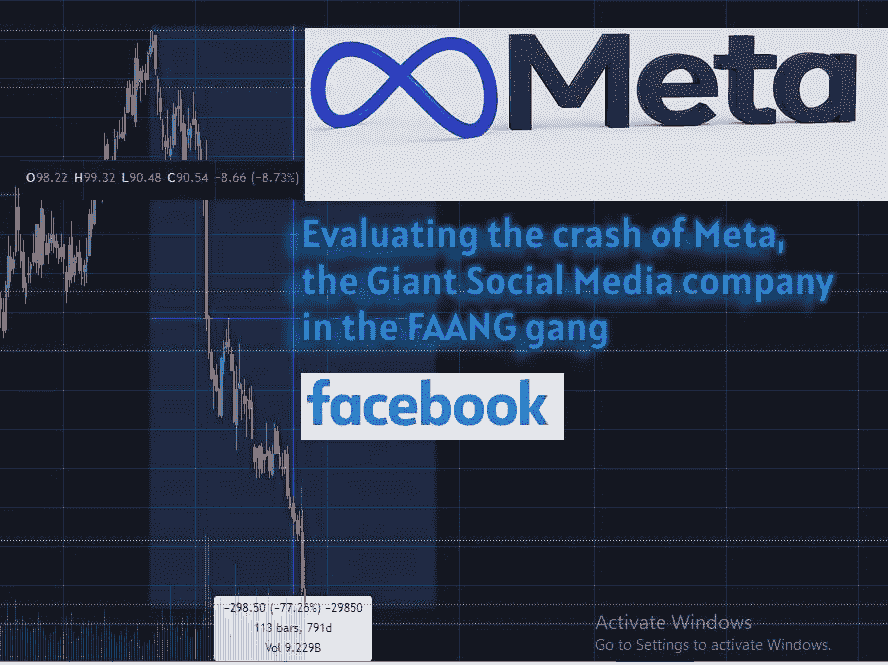 Meta
O98.22 H99.32 L90.48 C90.54 −8.66 (−8.73%)
Evaluating the crash of Meta,
the Giant Social Media company
in the FAANG gang
facebook
−298.50 (−77.26%) −29850
113 bars, 791d
Vol 9.229B
Activate Windows
Go to Settings to activate Windows.